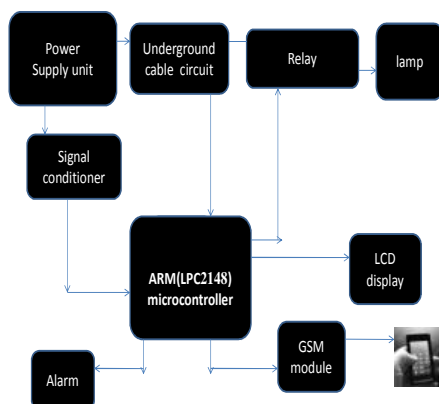 Power
Supply unit
Underground
cable circuit
Relay
lamp
Signal
conditioner
ARM(LPC2148)
microcontroller
LCD
display
GSM
module
Alarm